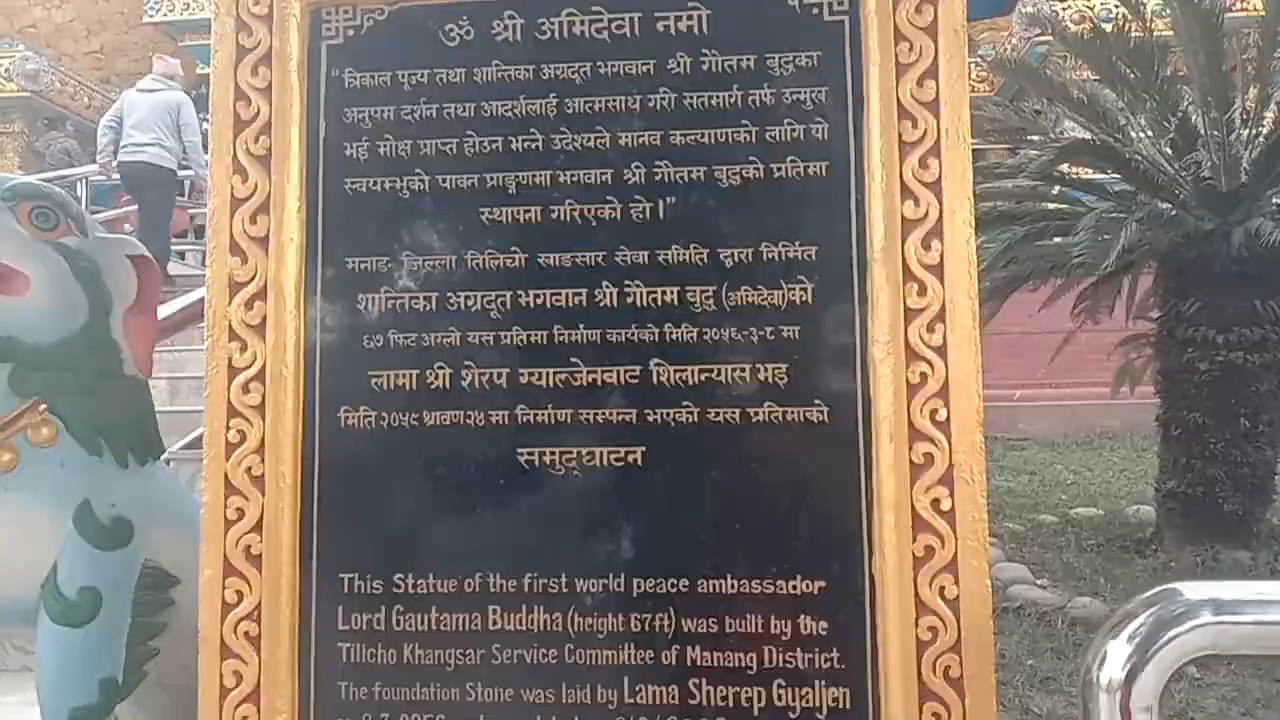 ॐ श्री अमिदेवा नमो
“त्रिकाल पूज्य तथा शान्तिका अग्रदूत भगवान श्री गौतम बुद्धका
अनुपम दर्शन तथा आदर्शलाई आत्मसाथ गरी सतमार्ग तर्फ उन्मुख
भई मोक्ष प्राप्त होउन भन्ने उदेश्यले मानव कल्याणको लागि यो
स्वयम्भुको पावन प्राङ्गणमा भगवान श्री गौतम बुद्धको प्रतिमा
स्थापना गरिएको हो।”
मनाङ जिल्ला तिलिचो खाङसार सेवा समिति द्वारा निर्मित
शान्तिका अग्रदूत भगवान श्री गौतम बुद्ध (अमिदेवा)को
६७ फिट अग्लो यस प्रतिमा निर्माण कार्यको मिति २०५६-३-८ मा
लामा श्री शेरप ग्याल्जेनबाट शिलान्यास भइ
मिति २०५९ श्रावण२४ मा निर्माण सम्पन्न भएको यस प्रतिमाको
समुद्घाटन
This Statue of the first world peace ambassador
Lord Gautama Buddha (height 67ft) was built by the
Tilicho Khangsar Service Committee of Manang District.
The foundation Stone was laid by Lama Sherep Gyaljen